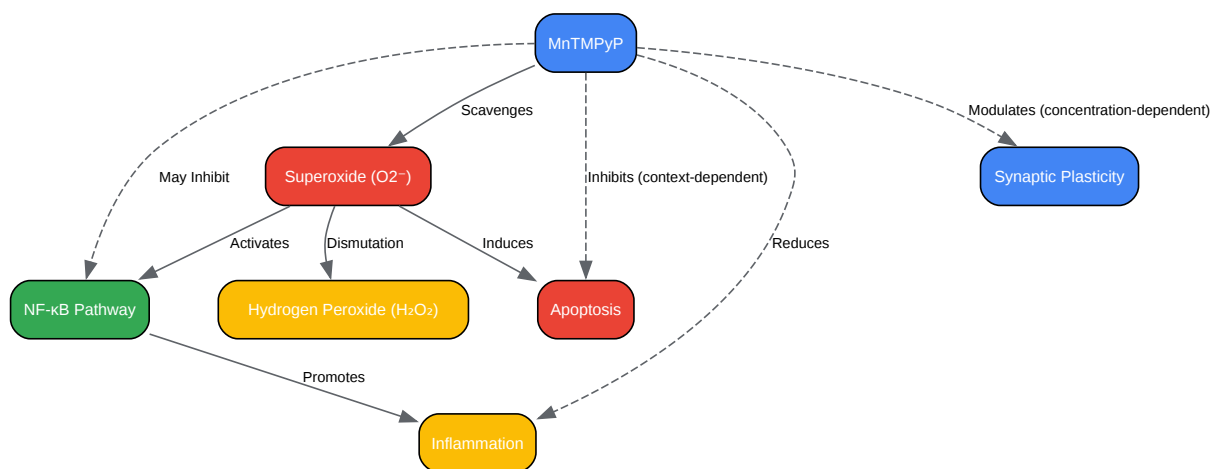 MnTMPyP
Scavenges
Modulates (concentration-dependent)
May Inhibit
Superoxide (O2⁻)
Inhibits (context-dependent)
Synaptic Plasticity
Activates
Dismutation
Induces
Reduces
NF-κB Pathway
Hydrogen Peroxide (H₂O₂)
Apoptosis
Promotes
Inflammation